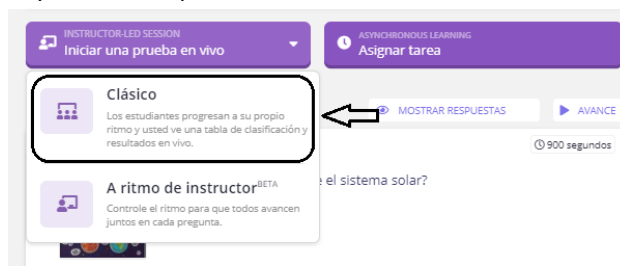 INSTRUCTOR-LED SESSION
Iniciar una prueba en vivo
ASYNCHRONOUS LEARNING
Asignar tarea
Clásico
Los estudiantes progresan a su propio
ritmo y usted ve una tabla de clasificación y
resultados en vivo.
MOSTRAR RESPUESTAS
AVANCE
900 segundos
el sistema solar?
A ritmo de instructor BETA
Controle el ritmo para que todos avancen
juntos en cada pregunta.